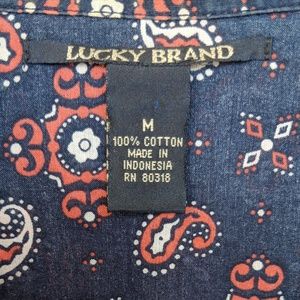 LUCKY BRAND
M
100% COTTON
MADE IN
INDONESIA
RN 80318